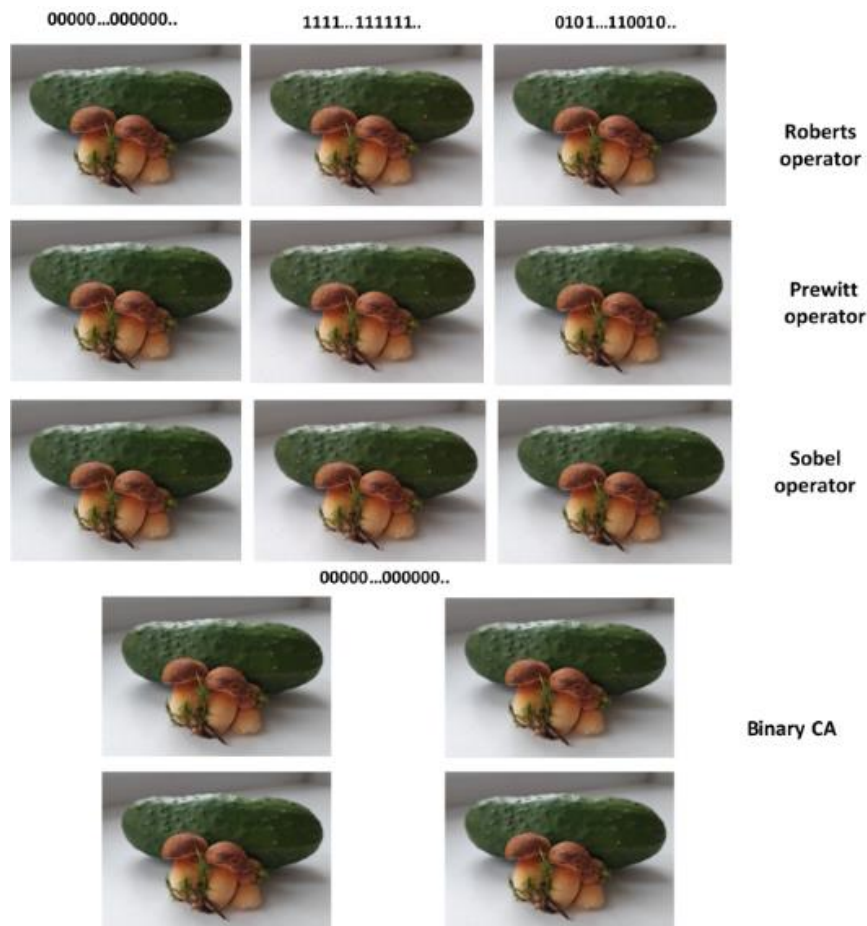 00000...000000..
1111...111111..
0101...110010..
Roberts
operator
Prewitt
operator
Sobel
operator
00000...000000..
Binary CA